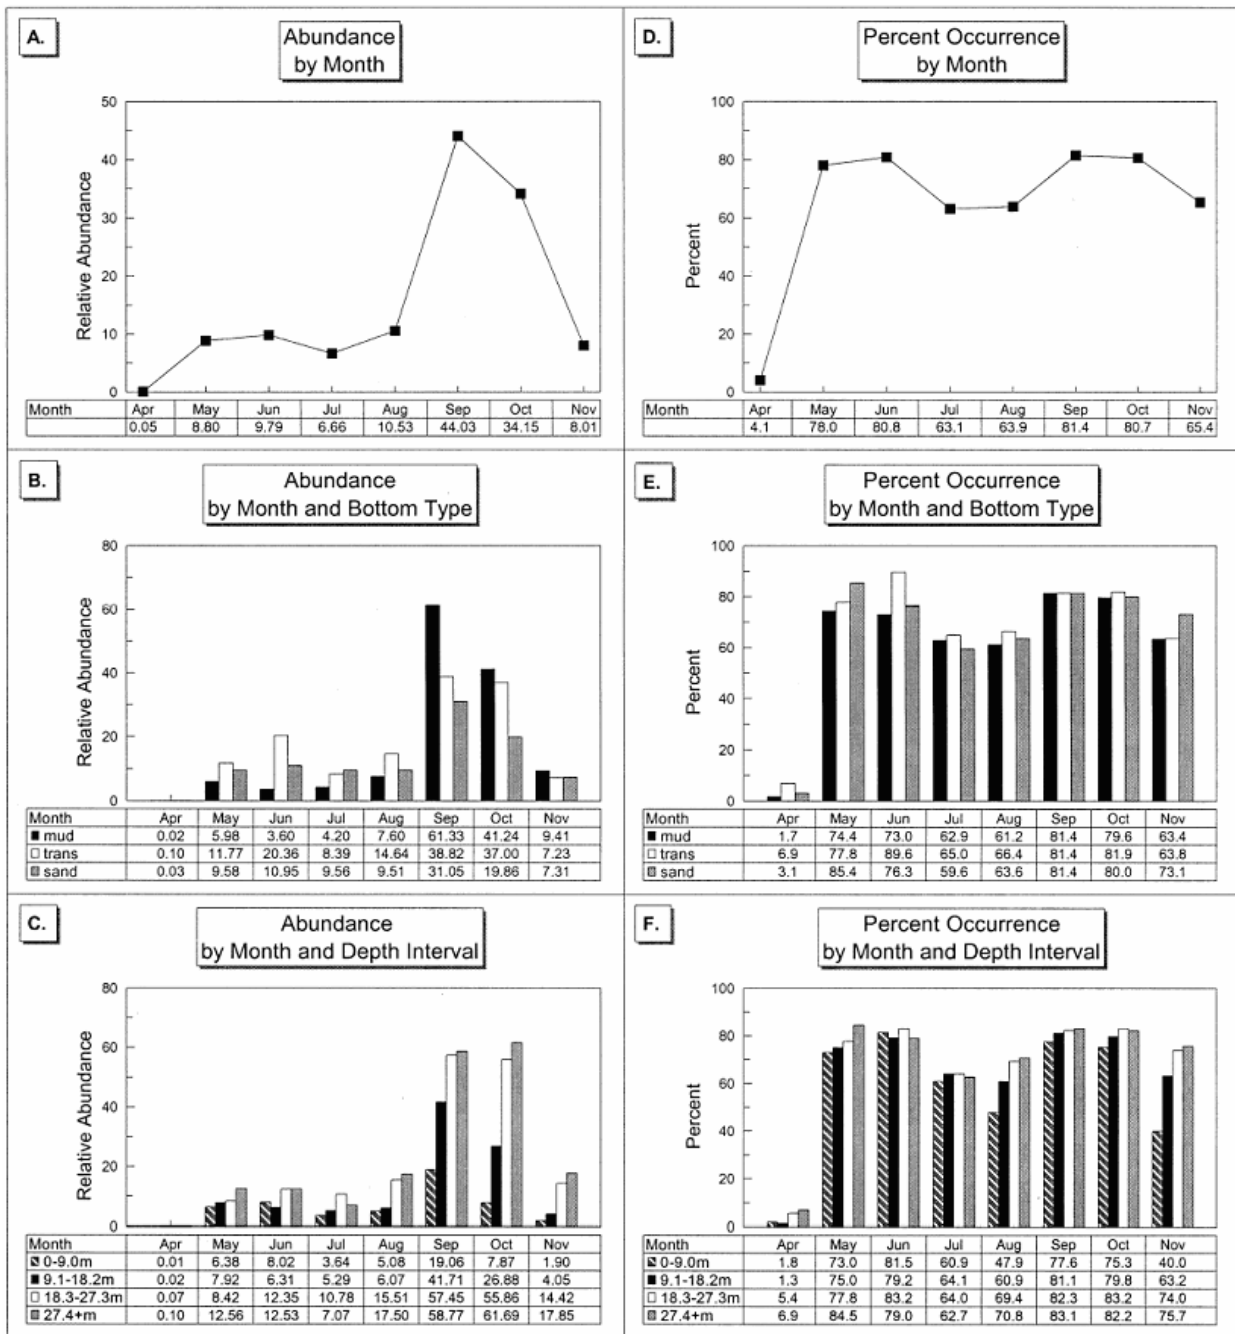 A.
Abundance
by Month
50
40
30
20
10
0
Relative Abundance
Month Apr May Jun Jul Aug Sep Oct Nov
0.05 8.80 9.79 6.66 10.53 44.03 34.15 8.01
D.
Percent Occurrence
by Month
100
80
60
40
20
0
Percent
Month Apr May Jun Jul Aug Sep Oct Nov
4.1 78.0 80.8 63.1 63.9 81.4 80.7 65.4
B.
Abundance
by Month and Bottom Type
80
60
40
20
0
Relative Abundance
Month Apr May Jun Jul Aug Sep Oct Nov
mud 0.02 5.98 3.60 4.20 7.60 61.33 41.24 9.41
trans 0.10 11.77 20.36 8.39 14.64 38.82 37.00 7.23
sand 0.03 9.58 10.95 9.56 9.51 31.05 19.86 7.31
E.
Percent Occurrence
by Month and Bottom Type
100
80
60
40
20
0
Percent
Month Apr May Jun Jul Aug Sep Oct Nov
mud 1.7 74.4 73.0 62.9 61.2 81.4 79.6 63.4
trans 6.9 77.8 89.6 65.0 66.4 81.4 81.9 63.8
sand 3.1 85.4 76.3 59.6 63.6 81.4 80.0 73.1
C.
Abundance
by Month and Depth Interval
80
60
40
20
0
Relative Abundance
Month Apr May Jun Jul Aug Sep Oct Nov
0-9.0m 0.01 6.38 8.02 3.64 5.08 19.06 7.87 1.90
9.1-18.2m 0.02 7.92 6.31 5.29 6.07 41.71 26.88 4.05
18.3-27.3m 0.07 8.42 12.35 10.78 15.51 57.45 55.86 14.42
27.4+m 0.10 12.56 12.53 7.07 17.50 58.77 61.69 17.85
F.
Percent Occurrence
by Month and Depth Interval
100
80
60
40
20
0
Percent
Month Apr May Jun Jul Aug Sep Oct Nov
0-9.0m 1.8 73.0 81.5 60.9 47.9 77.6 75.3 40.0
9.1-18.2m 1.3 75.0 79.2 64.1 60.9 81.1 79.8 63.2
18.3-27.3m 5.4 77.8 83.2 64.0 69.4 82.3 83.2 74.0
27.4+m 6.9 84.5 79.0 62.7 70.8 83.1 82.2 75.7